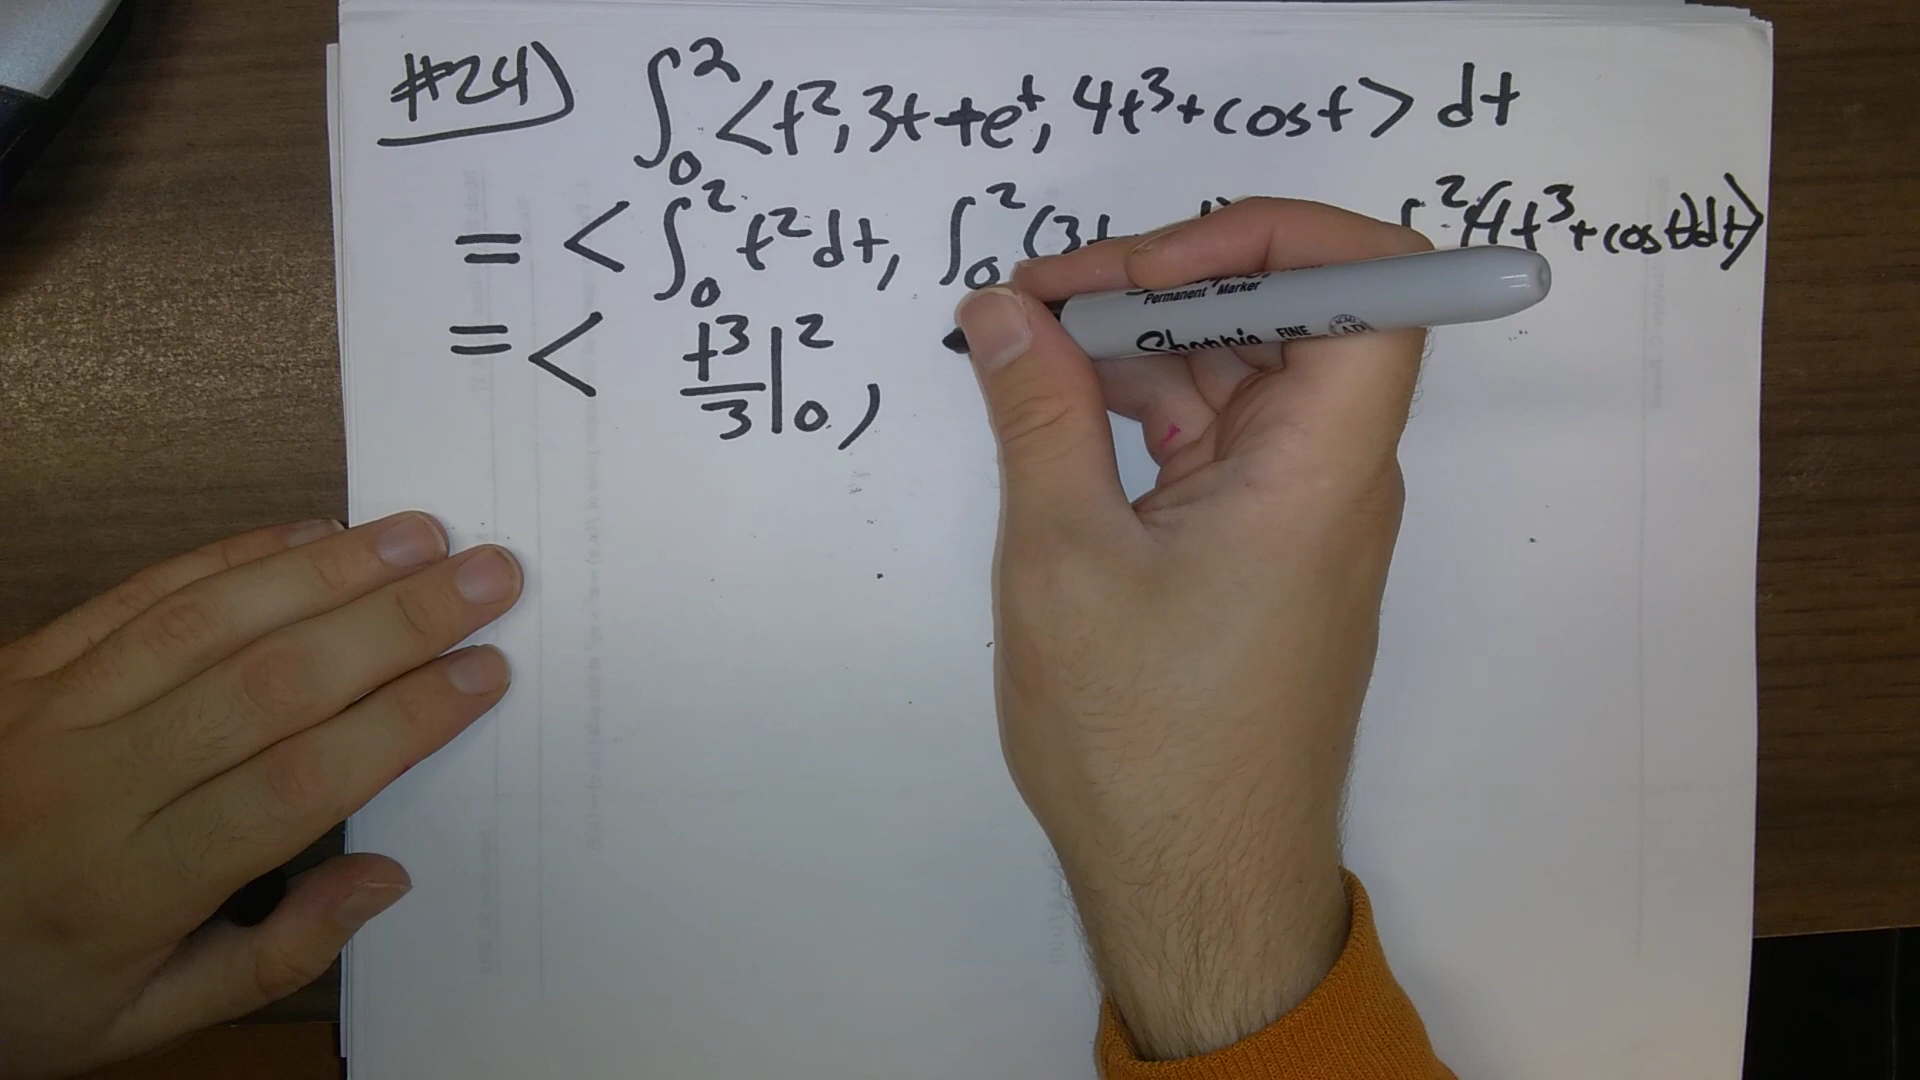 #24) ∫₀² <t², 3t + eᵗ, 4t³ + cost> dt
= < ∫₀² t² dt, ∫₀² (3t ∫² (4t³ + cost)dt>
= < t³/3 |₀² ,
Permanent Marker
Sharpie FINE